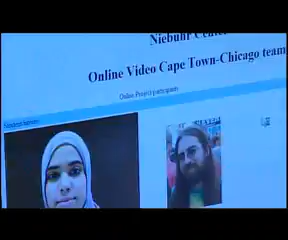 Niebuhr Center
Online Video Cape Town-Chicago team
Online Project participants